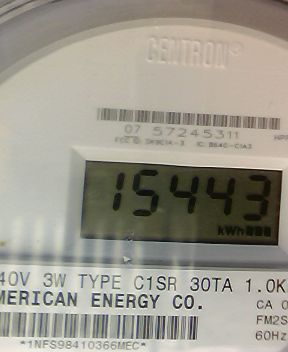 CENTRON®
07 57245311
15443
kWh
40V 3W TYPE C1SR 30TA 1.0K
MERICAN ENERGY CO.
CA 0
FM2S
60Hz
*1NFS98410366MEC*